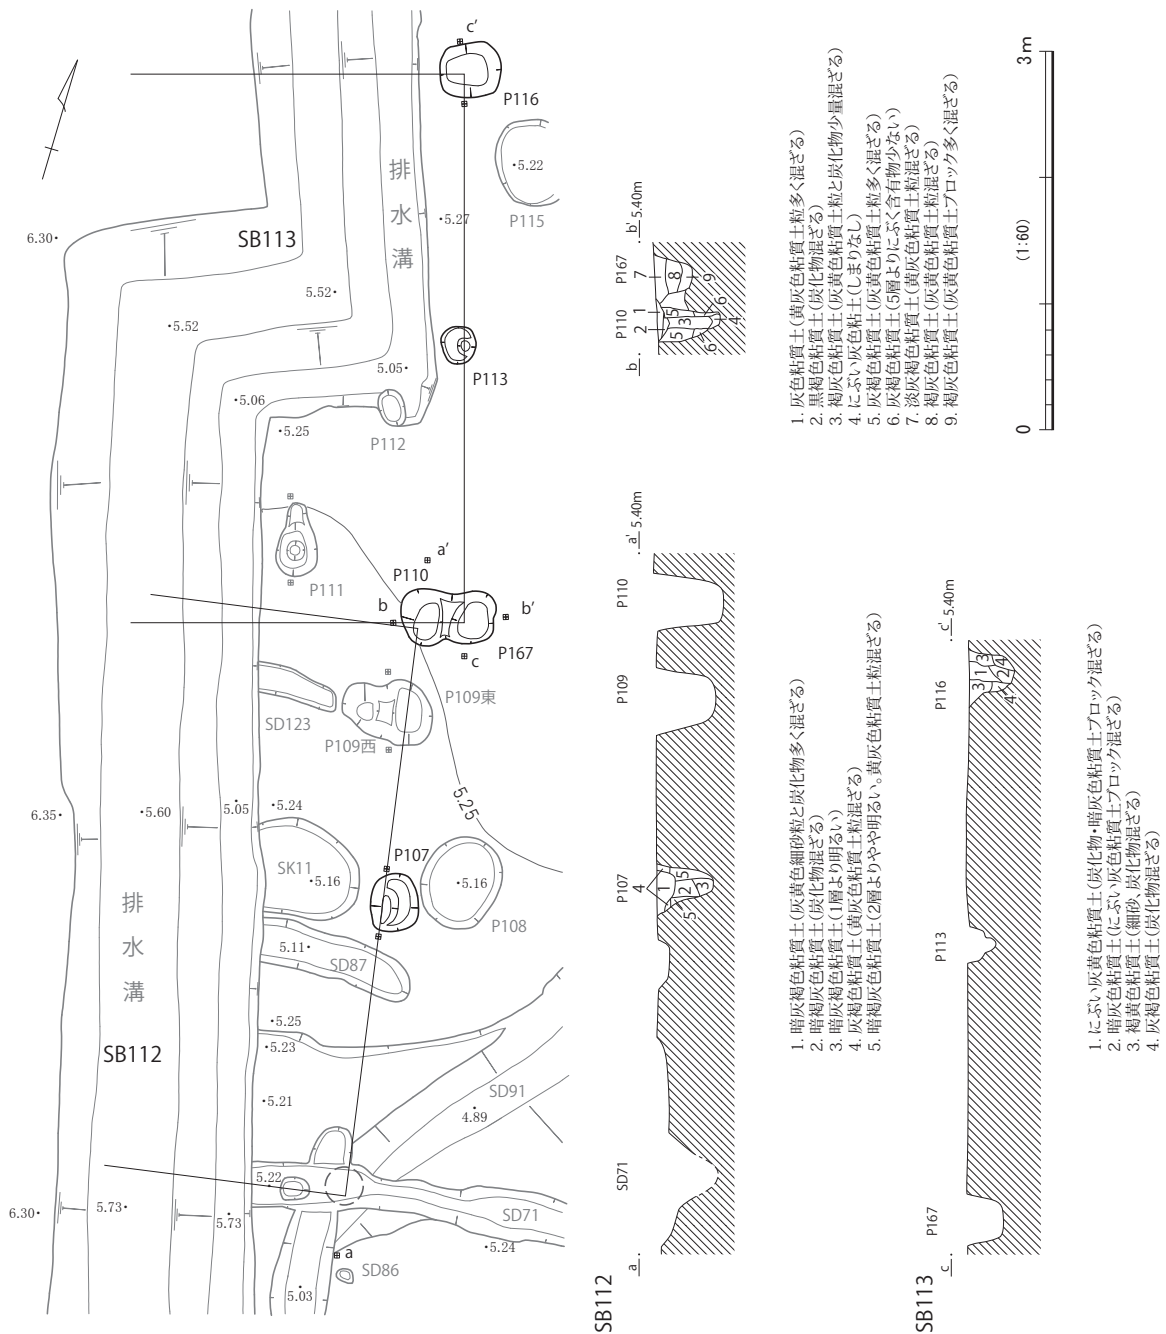 c'
P116
5.22
P115
排水溝
5.27
6.30
SB113
5.52
5.52
P113
5.05
5.06
P112
5.25
a'
P110
P111
b
b'
P167
c
P109東
SD123
P109西
5.25
6.35
5.60
5.05
5.24
P107
SK11
5.16
5.16
P108
排水溝
5.11
SD87
5.25
5.23
SB112
SD91
4.89
5.21
5.22
6.30
5.73
5.73
SD71
5.24
a
SD86
5.03
b
b' 5.40m
P110
P167
1
2
3
4
5
5
6
6
7
8
9
1. 灰色粘質土(黄灰色粘質土粒多く混ざる)
2. 黒褐色粘質土(炭化物混ざる)
3. 褐灰色粘質土(灰黄色粘質土粒と炭化物少量混ざる)
4. にぶい灰色粘土(しまりなし)
5. 灰褐色粘質土(灰黄色粘質土粒多く混ざる)
6. 灰褐色粘質土(5層よりにぶく含有物少ない)
7. 淡灰褐色粘質土(黄灰色粘質土粒混ざる)
8. 褐灰色粘質土(灰黄色粘質土粒混ざる)
9. 褐灰色粘質土(灰黄色粘質土ブロック多く混ざる)
0
(1:60)
3m
SB112
a
a' 5.40m
SD71
P107
P109
P110
4
1
2
3
5
5
1. 暗灰褐色粘質土(灰黄色細砂粒と炭化物多く混ざる)
2. 暗褐灰色粘質土(炭化物混ざる)
3. 暗灰褐色粘質土(1層より明るい)
4. 灰褐色粘質土(黄灰色粘質土粒混ざる)
5. 暗褐灰色粘質土(2層よりやや明るい。黄灰色粘質土粒混ざる)
SB113
c
c' 5.40m
P167
P113
P116
3
1
3
4
2
4
1. にぶい灰黄色粘質土(炭化物・暗灰色粘質土ブロック混ざる)
2. 暗灰色粘質土(にぶい灰色粘質土ブロック混ざる)
3. 褐黄色粘質土(細砂、炭化物混ざる)
4. 灰褐色粘質土(炭化物混ざる)